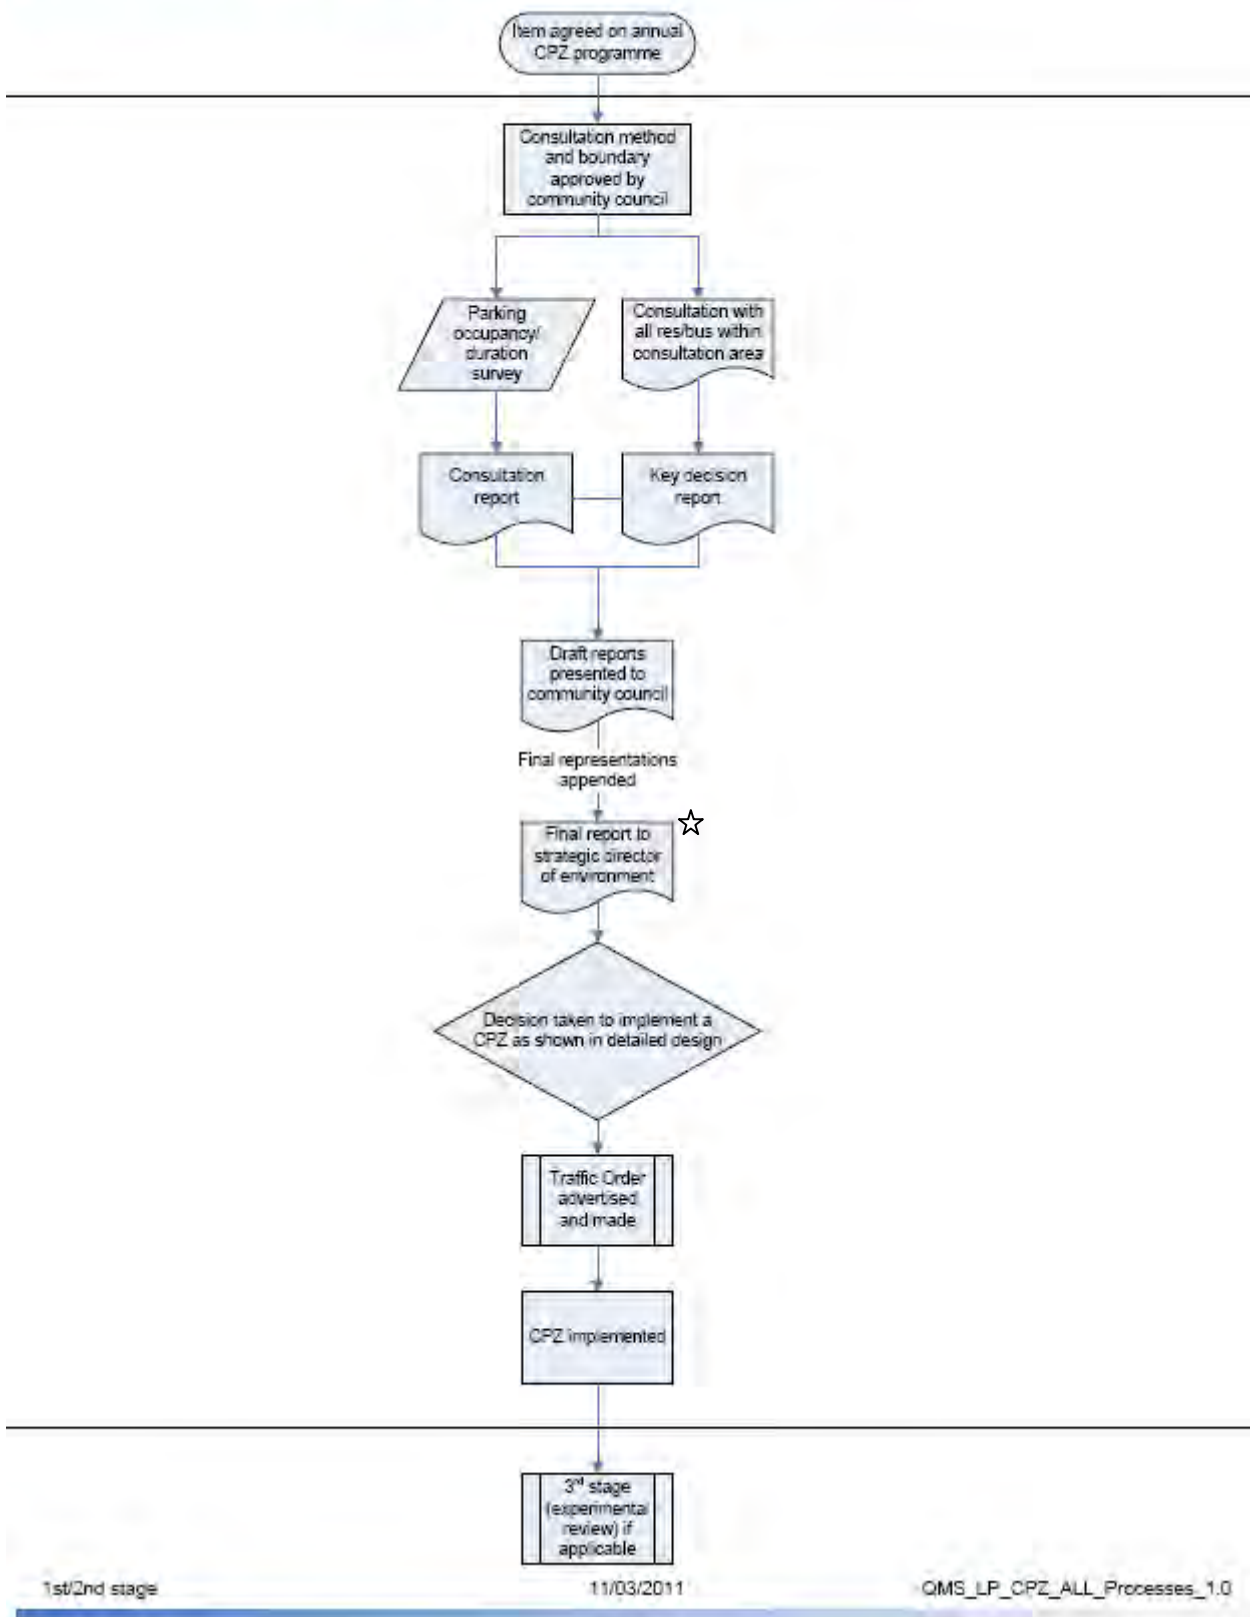 Item agreed on annual
CPZ programme
Consultation method
and boundary
approved by
community council
Parking
occupancy/
duration
survey
Consultation with
all res/bus within
consultation area
Consultation
report
Key decision
report
Draft reports
presented to
community council
Final representations
appended
Final report to
strategic director
of environment
Decision taken to implement a
CPZ as shown in detailed design
Traffic Order
advertised
and made
CPZ implemented
3rd stage
(experimental
review) if
applicable
1st/2nd stage
11/03/2011
QMS_LP_CPZ_ALL_Processes_1.0